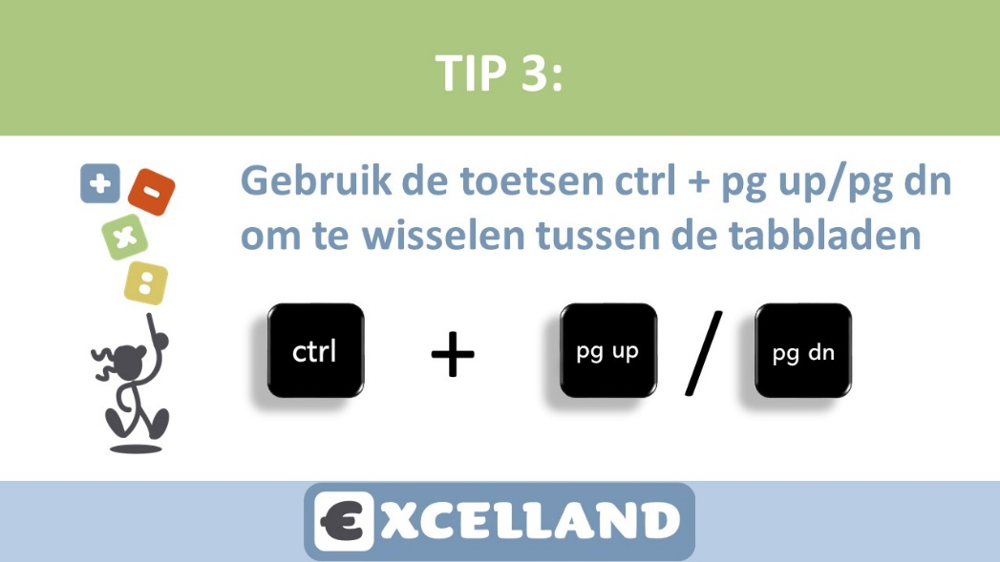 TIP 3:
Gebruik de toetsen ctrl + pg up/pg dn
om te wisselen tussen de tabbladen
ctrl + pg up / pg dn
€XCELLAND